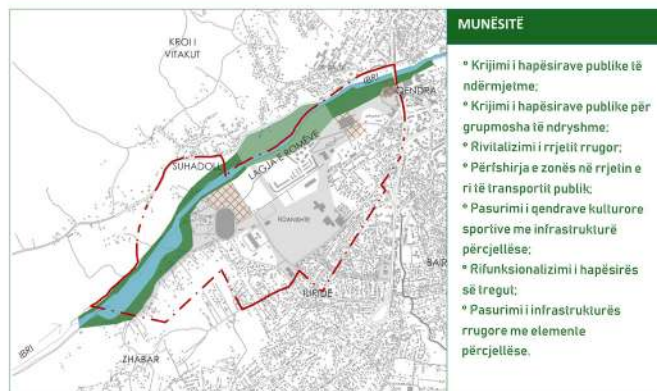 KROI I
VITAKUT
IBRI
QENDRA
SUHADOLL
LAGJA E ROMËVE
BAIR
ILIRIDË
ZHABAR
IBRI
MUNËSITË
° Krijimi i hapësirave publike të
ndërmjetme;
° Krijimi i hapësirave publike për
grupmosha të ndryshme;
° Rivitalizimi i rrjetit rrugor;
° Përfshirja e zonës në rrjetin e
ri të transportit publik;
° Pasurimi i qendrave kulturore
sportive me infrastrukturë
përcjellëse;
° Rifunksionalizimi i hapësirës
së tregut;
° Pasurimi i infrastrukturës
rrugore me elemente
përcjellëse.